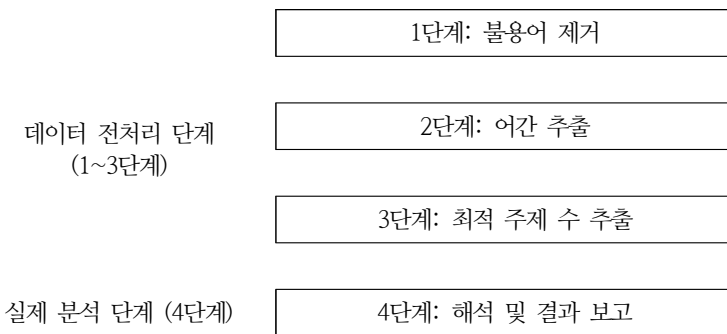 1단계: 불용어 제거
데이터 전처리 단계
(1~3단계)
2단계: 어간 추출
3단계: 최적 주제 수 추출
실제 분석 단계 (4단계)
4단계: 해석 및 결과 보고